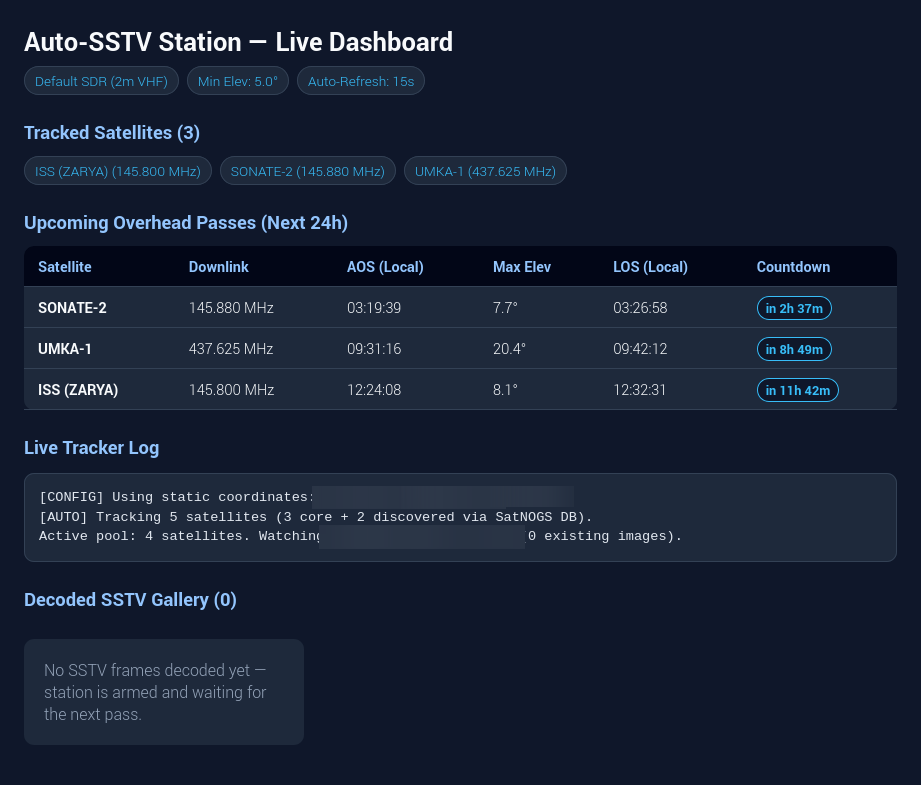 Auto-SSTV Station — Live Dashboard
Default SDR (2m VHF) Min Elev: 5.0° Auto-Refresh: 15s
Tracked Satellites (3)
ISS (ZARYA) (145.800 MHz) SONATE-2 (145.880 MHz) UMKA-1 (437.625 MHz)
Upcoming Overhead Passes (Next 24h)
Satellite Downlink AOS (Local) Max Elev LOS (Local) Countdown
SONATE-2 145.880 MHz 03:19:39 7.7° 03:26:58 in 2h 37m
UMKA-1 437.625 MHz 09:31:16 20.4° 09:42:12 in 8h 49m
ISS (ZARYA) 145.800 MHz 12:24:08 8.1° 12:32:31 in 11h 42m
Live Tracker Log
[CONFIG] Using static coordinates:
[AUTO] Tracking 5 satellites (3 core + 2 discovered via SatNOGS DB).
Active pool: 4 satellites. Watching 0 existing images).
Decoded SSTV Gallery (0)
No SSTV frames decoded yet —
station is armed and waiting for
the next pass.